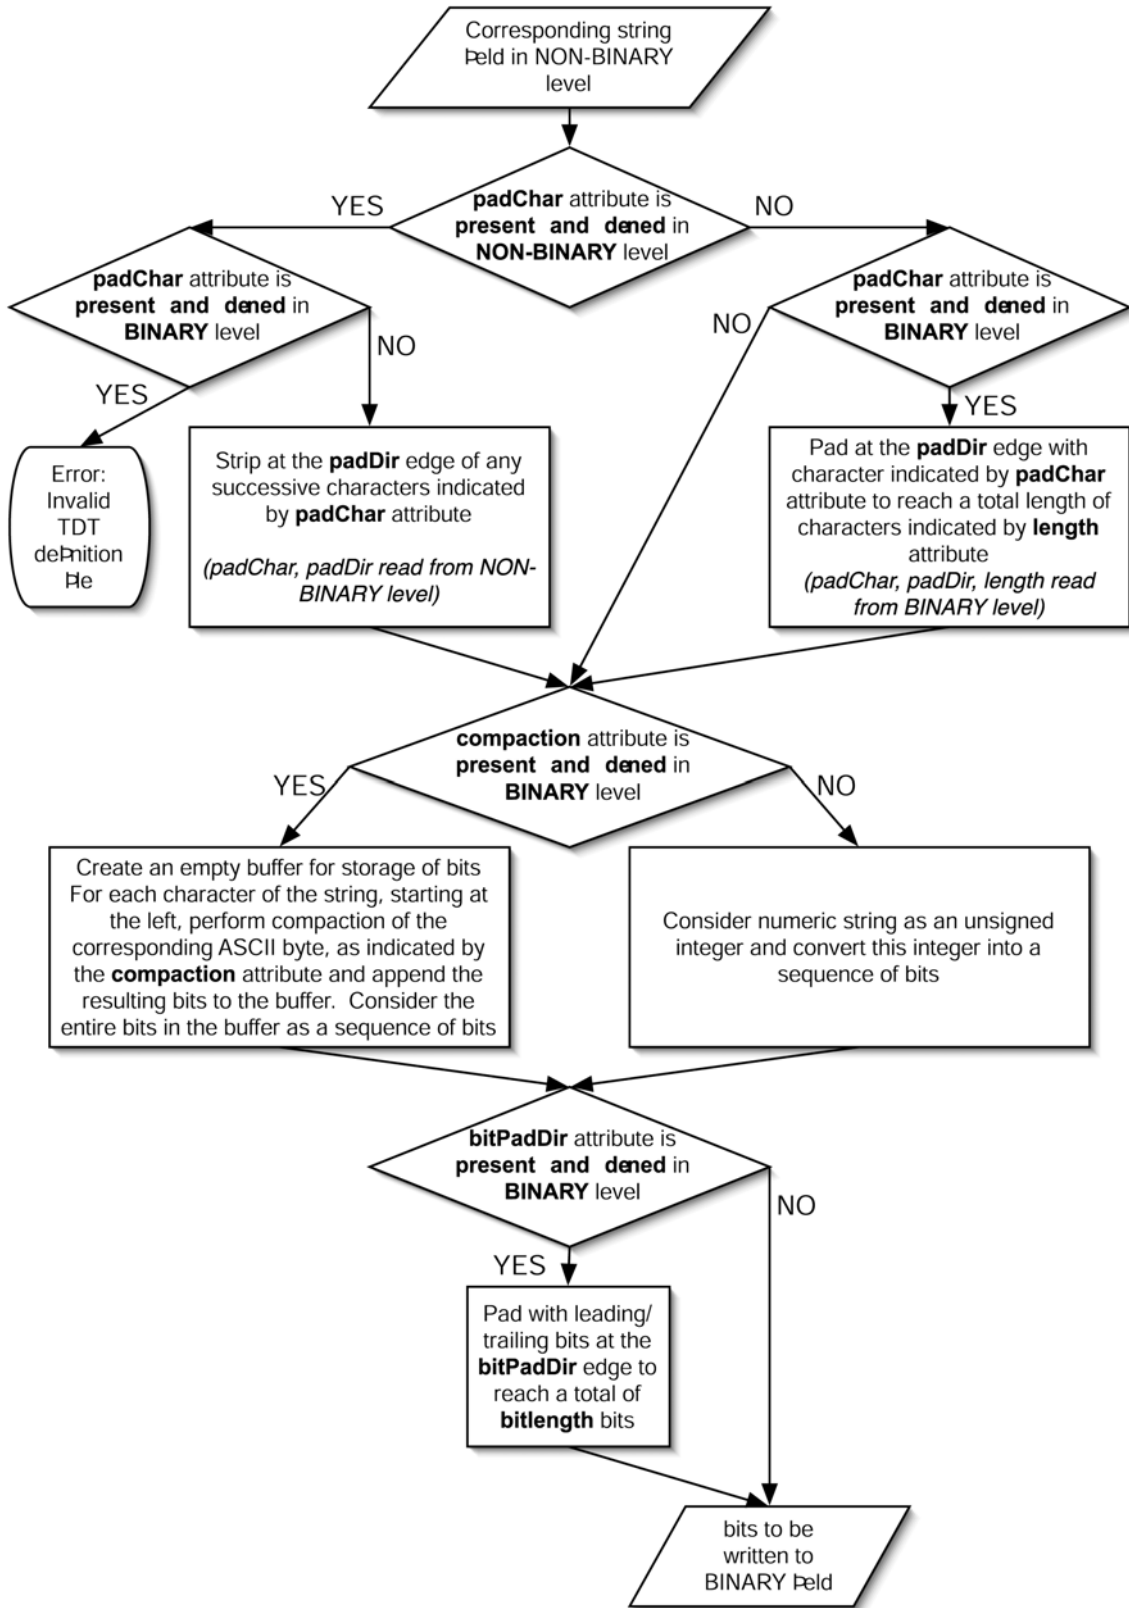 Corresponding string
Þeld in NON-BINARY
level
YES
padChar attribute is
present and dened in
NON-BINARY level
NO
padChar attribute is
present and dened in
BINARY level
NO
YES
padChar attribute is
present and dened in
BINARY level
NO
YES
Error:
Invalid
TDT
deÞnition
Þle
Strip at the padDir edge of any
successive characters indicated
by padChar attribute
(padChar, padDir read from NON-
BINARY level)
Pad at the padDir edge with
character indicated by padChar
attribute to reach a total length of
characters indicated by length
attribute
(padChar, padDir, length read
from BINARY level)
compaction attribute is
present and dened in
BINARY level
YES
NO
Create an empty buffer for storage of bits
For each character of the string, starting at
the left, perform compaction of the
corresponding ASCII byte, as indicated by
the compaction attribute and append the
resulting bits to the buffer. Consider the
entire bits in the buffer as a sequence of bits
Consider numeric string as an unsigned
integer and convert this integer into a
sequence of bits
bitPadDir attribute is
present and dened in
BINARY level
NO
YES
Pad with leading/
trailing bits at the
bitPadDir edge to
reach a total of
bitlength bits
bits to be
written to
BINARY Þeld